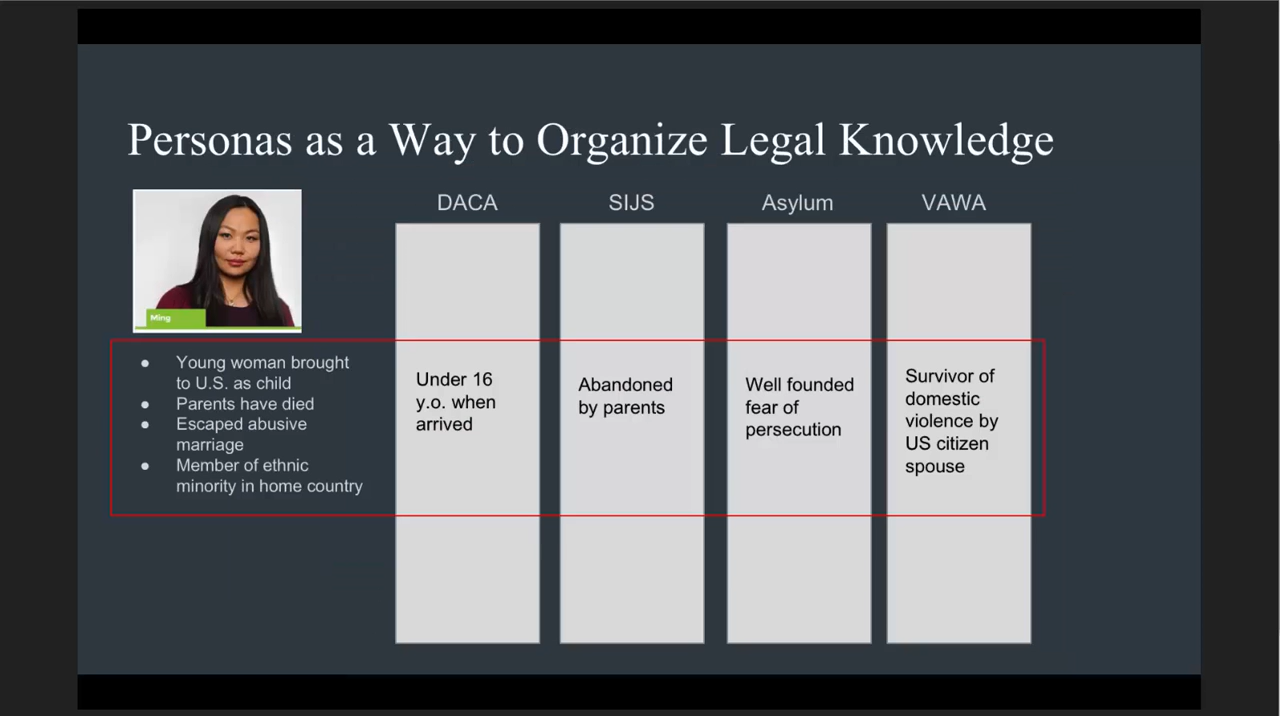 Personas as a Way to Organize Legal Knowledge
DACA
SIJS
Asylum
VAWA
Ming
● Young woman brought
to U.S. as child
● Parents have died
● Escaped abusive
marriage
● Member of ethnic
minority in home country
Under 16
y.o. when
arrived
Abandoned
by parents
Well founded
fear of
persecution
Survivor of
domestic
violence by
US citizen
spouse